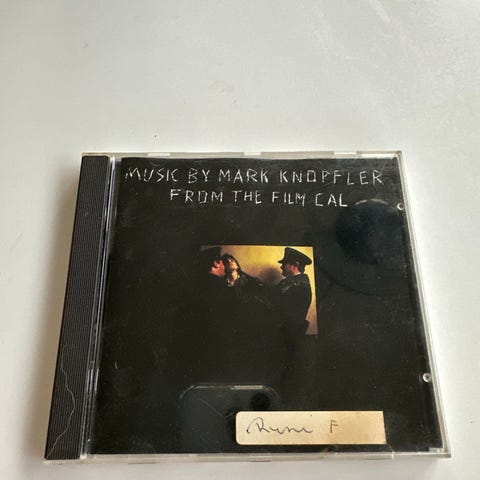 MUSIC BY MARK KNOPFLER
FROM THE FILM CAL
F